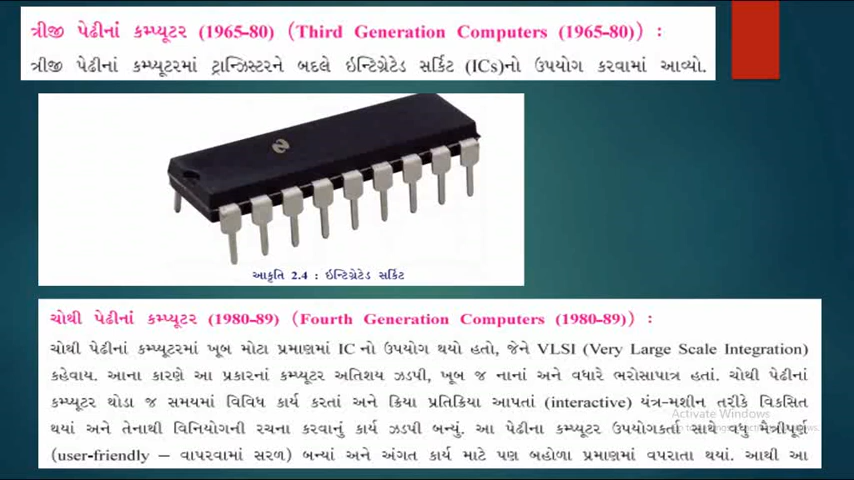 ત્રીજી પેઢીનાં કમ્પ્યૂટર (1965-80) (Third Generation Computers (1965-80)) :
ત્રીજી પેઢીનાં કમ્પ્યૂટરમાં ટ્રાન્ઝિસ્ટરને બદલે ઇન્ટિગ્રેટેડ સર્કિટ (ICs)નો ઉપયોગ કરવામાં આવ્યો.
આકૃતિ 2.4 : ઇન્ટિગ્રેટેડ સર્કિટ
ચોથી પેઢીનાં કમ્પ્યૂટર (1980-89) (Fourth Generation Computers (1980-89)) :
ચોથી પેઢીનાં કમ્પ્યૂટરમાં ખૂબ મોટા પ્રમાણમાં IC નો ઉપયોગ થયો હતો, જેને VLSI (Very Large Scale Integration)
કહેવાય. આના કારણે આ પ્રકારનાં કમ્પ્યૂટર અતિશય ઝડપી, ખૂબ જ નાનાં અને વધારે ભરોસાપાત્ર હતાં. ચોથી પેઢીનાં
કમ્પ્યૂટર થોડા જ સમયમાં વિવિધ કાર્ય કરતાં અને ક્રિયા પ્રતિક્રિયા આપતાં (interactive) યંત્ર-મશીન તરીકે વિકસિત
થયાં અને તેનાથી વિનિયોગની રચના કરવાનું કાર્ય ઝડપી બન્યું. આ પેઢીના કમ્પ્યૂટર ઉપયોગકર્તા સાથે વધુ મૈત્રીપૂર્ણ
(user-friendly – વાપરવામાં સરળ) બન્યાં અને અંગત કાર્ય માટે પણ બહોળા પ્રમાણમાં વપરાતા થયાં. આથી આ
Activate Windows